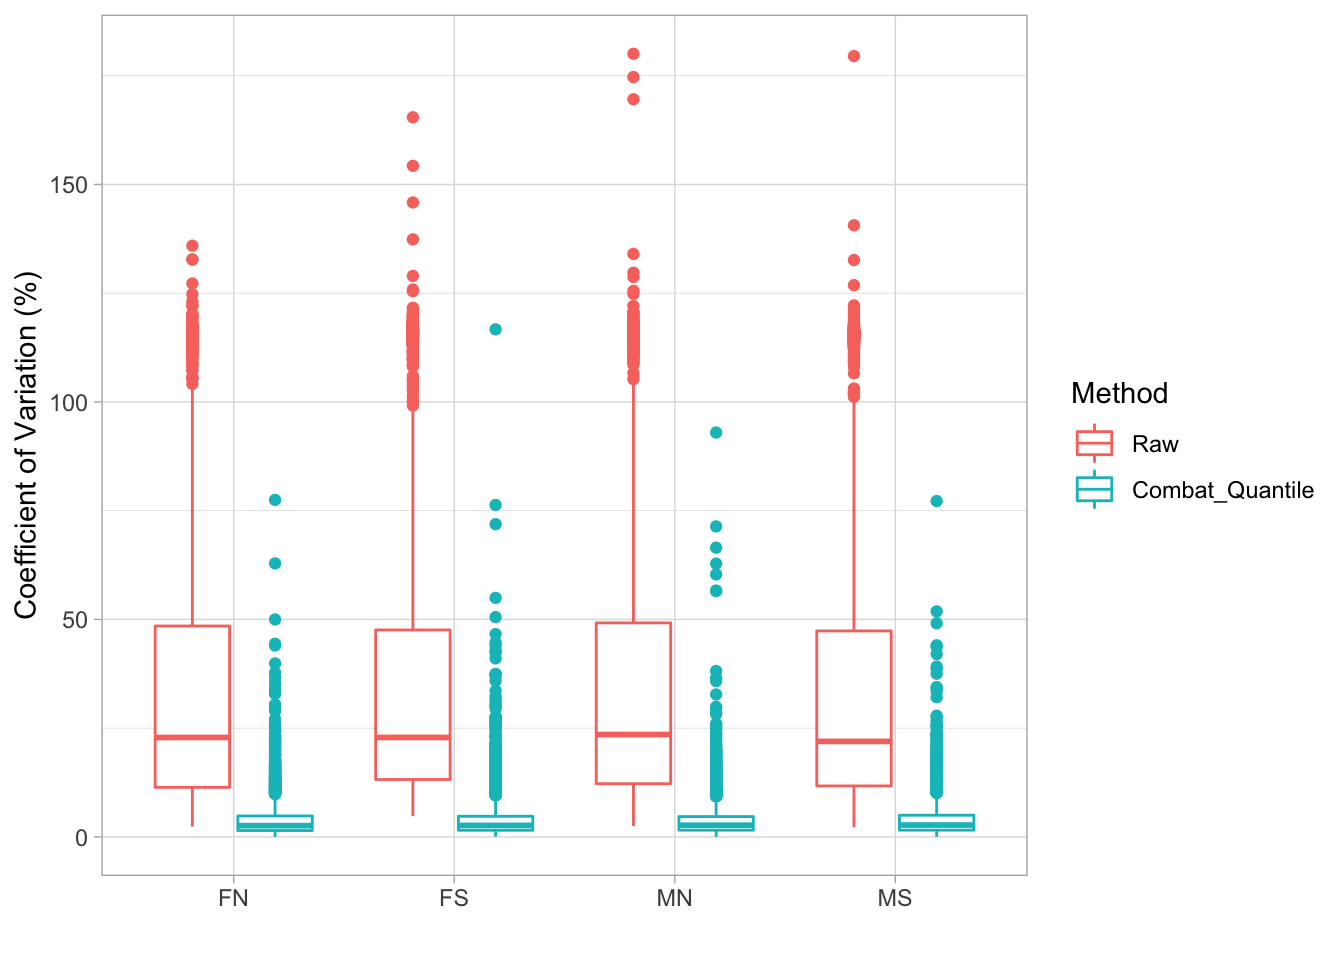 Coefficient of Variation (%)
150
100
50
0
FN FS MN MS
Method
Raw
Combat_Quantile